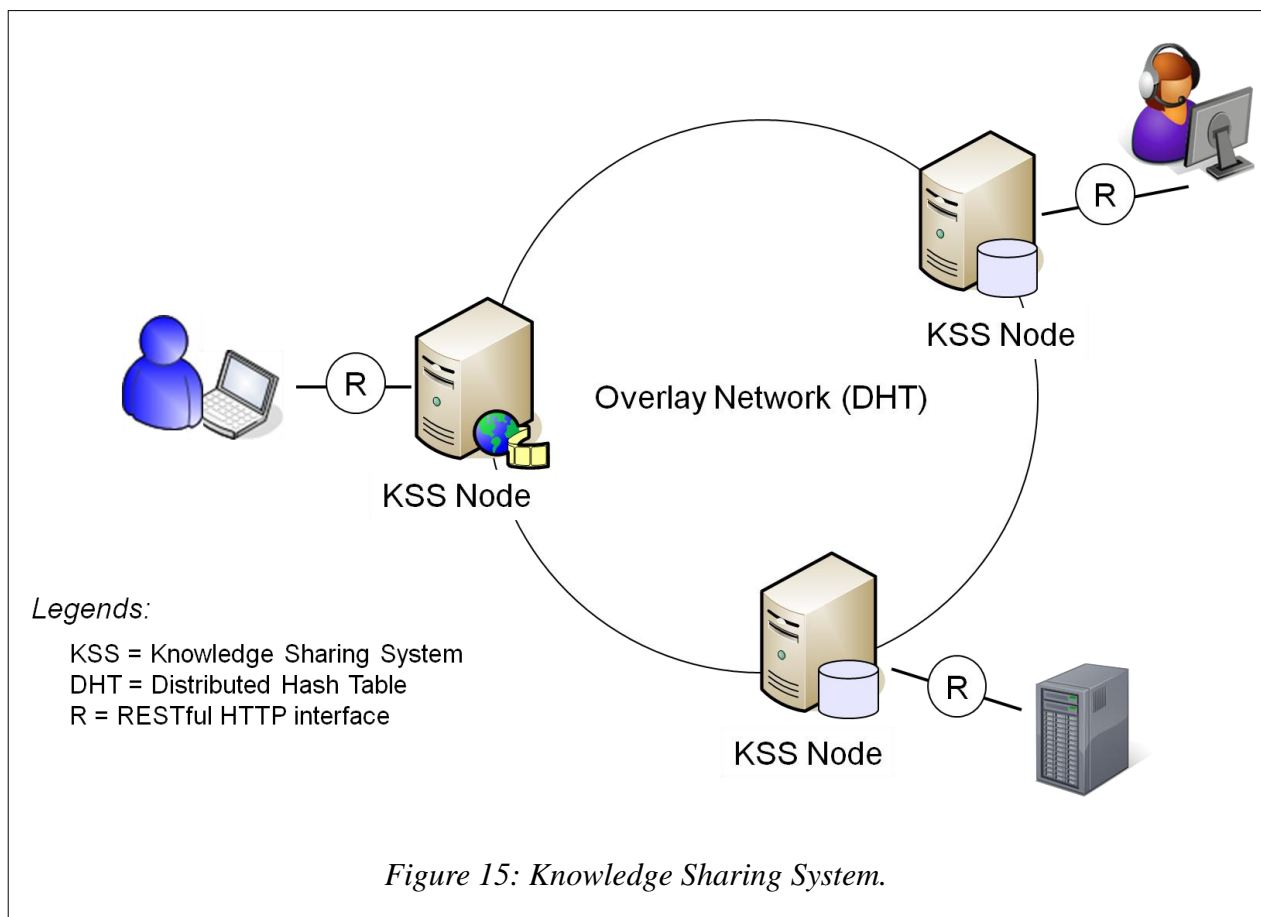 R
KSS Node
R
Overlay Network (DHT)
KSS Node
Legends:
KSS = Knowledge Sharing System
DHT = Distributed Hash Table
R = RESTful HTTP interface
R
KSS Node
Figure 15: Knowledge Sharing System.